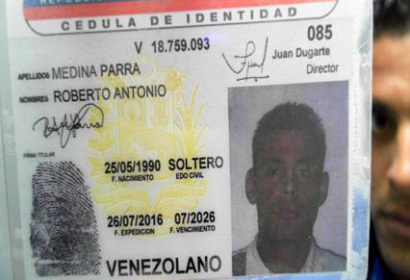 CEDULA DE IDENTIDAD
V 18.759.093
085
Juan Dugarte
Director
APELLIDOS MEDINA PARRA
NOMBRES ROBERTO ANTONIO
FIRMA TITULAR
25/05/1990 SOLTERO
F. NACIMIENTO EDO CIVIL
26/07/2016 07/2026
F. EXPEDICION F. VENCIMIENTO
VENEZOLANO